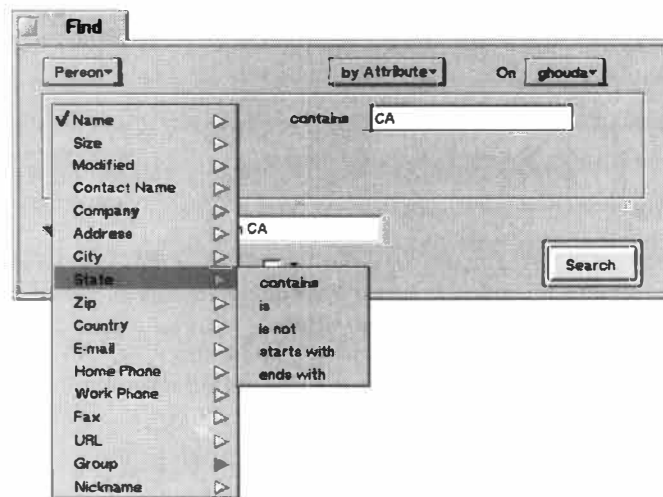 Find
Person by Attribute On ghouda
Name contains CA
Size
Modified
Contact Name
Company
Address
CA
City
State contains
Search
is
Zip
Country is not
E-mail starts with
Home Phone ends with
Work Phone
Fax
URL
Group
Nickname